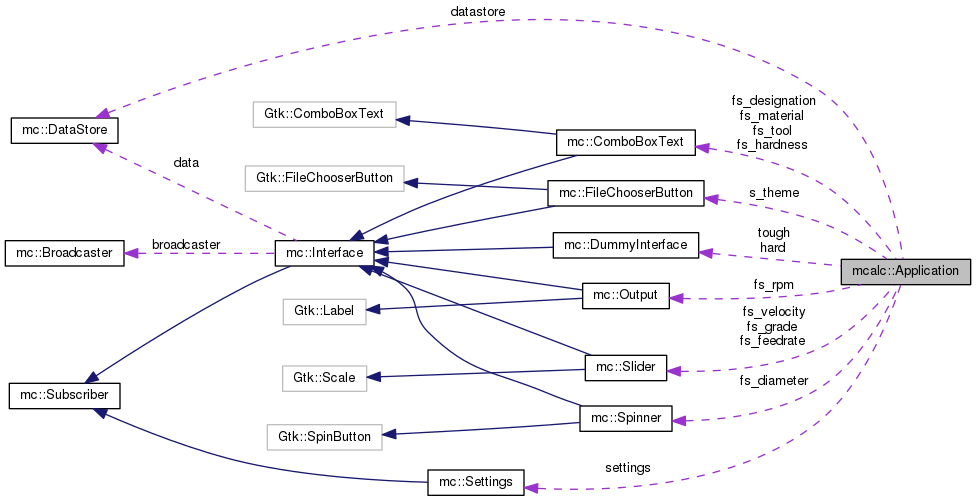 datastore
fs_designation
fs_material
fs_tool
fs_hardness
Gtk::ComboBoxText
mc::DataStore
mc::ComboBoxText
data
Gtk::FileChooserButton
mc::FileChooserButton
s_theme
tough
hard
broadcaster
mc::Broadcaster
mc::Interface
mc::DummyInterface
mcalc::Application
fs_rpm
mc::Output
Gtk::Label
fs_velocity
fs_grade
fs_feedrate
mc::Slider
Gtk::Scale
fs_diameter
mc::Subscriber
mc::Spinner
Gtk::SpinButton
settings
mc::Settings